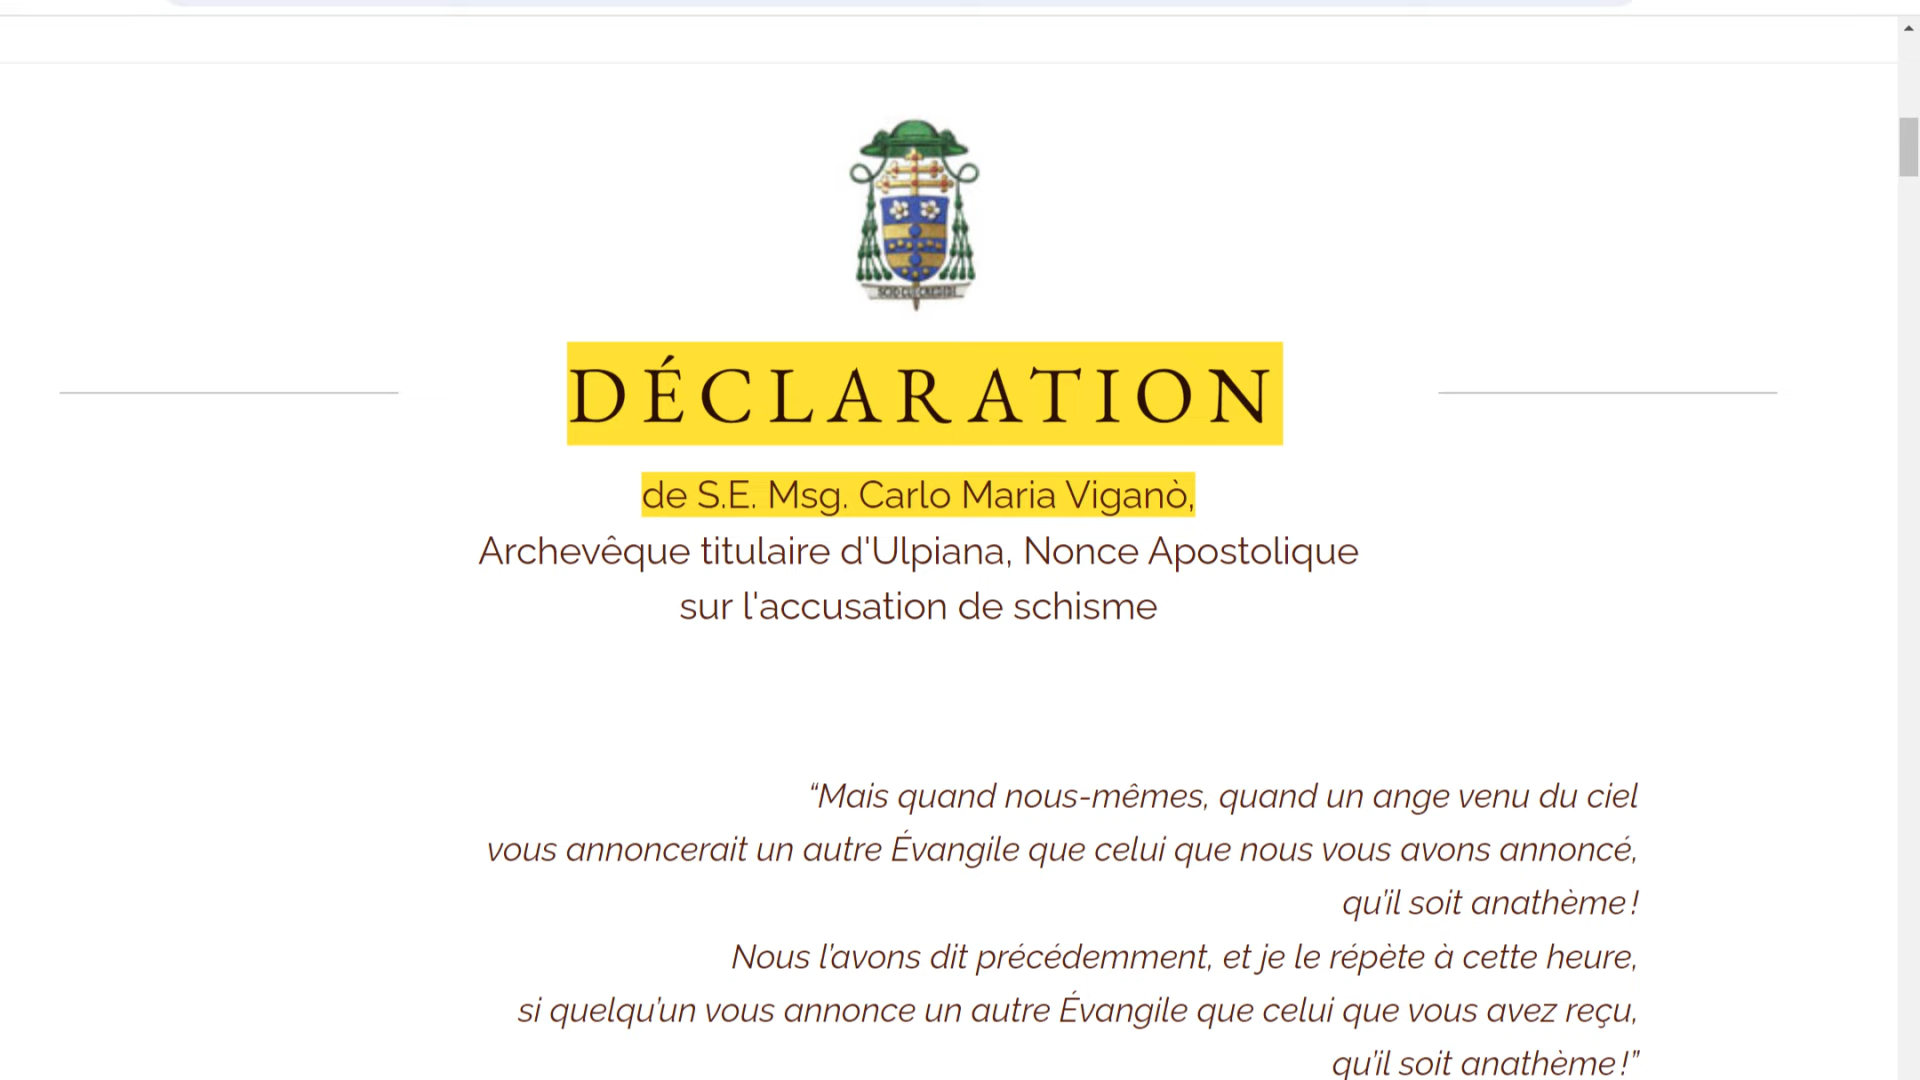 SCIO CUI CREDIDI
DÉCLARATION
de S.E. Msg. Carlo Maria Viganò,
Archevêque titulaire d'Ulpiana, Nonce Apostolique
sur l'accusation de schisme
“Mais quand nous-mêmes, quand un ange venu du ciel
vous annoncerait un autre Évangile que celui que nous vous avons annoncé,
qu’il soit anathème !
Nous l’avons dit précédemment, et je le répète à cette heure,
si quelqu’un vous annonce un autre Évangile que celui que vous avez reçu,
qu’il soit anathème !”